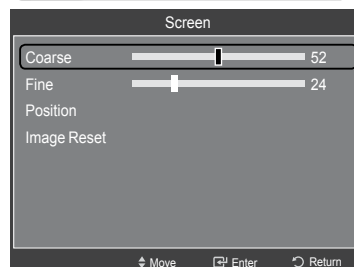 Screen
Coarse 52
Fine 24
Position
Image Reset
Move Enter Return